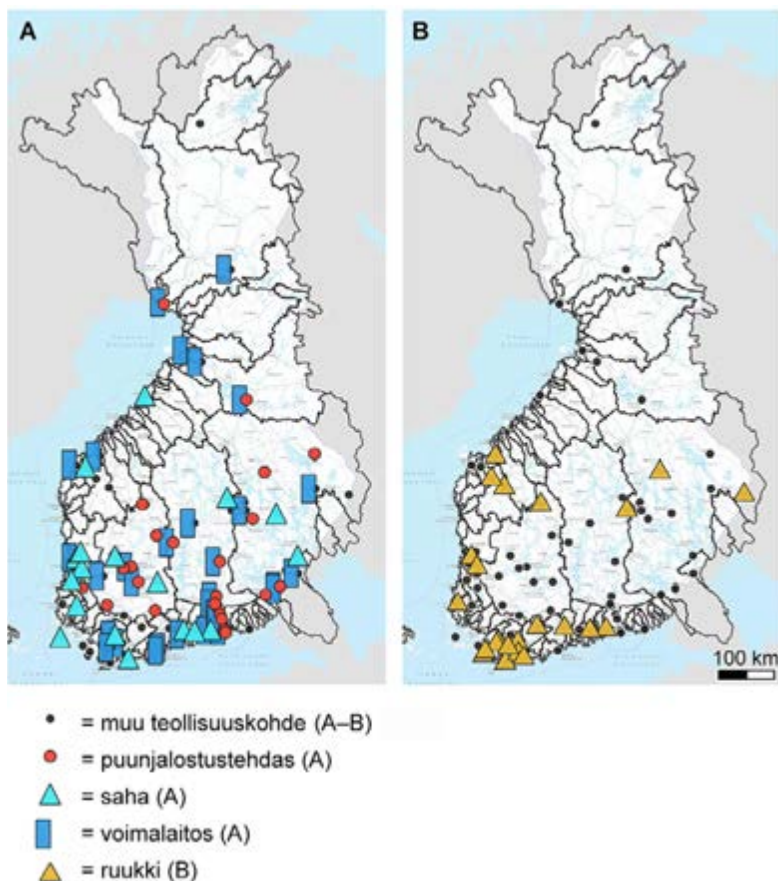 A B
100 km
= muu teollisuuskohde (A–B)
= puunjalostustehdas (A)
= saha (A)
= voimalaitos (A)
= ruukki (B)